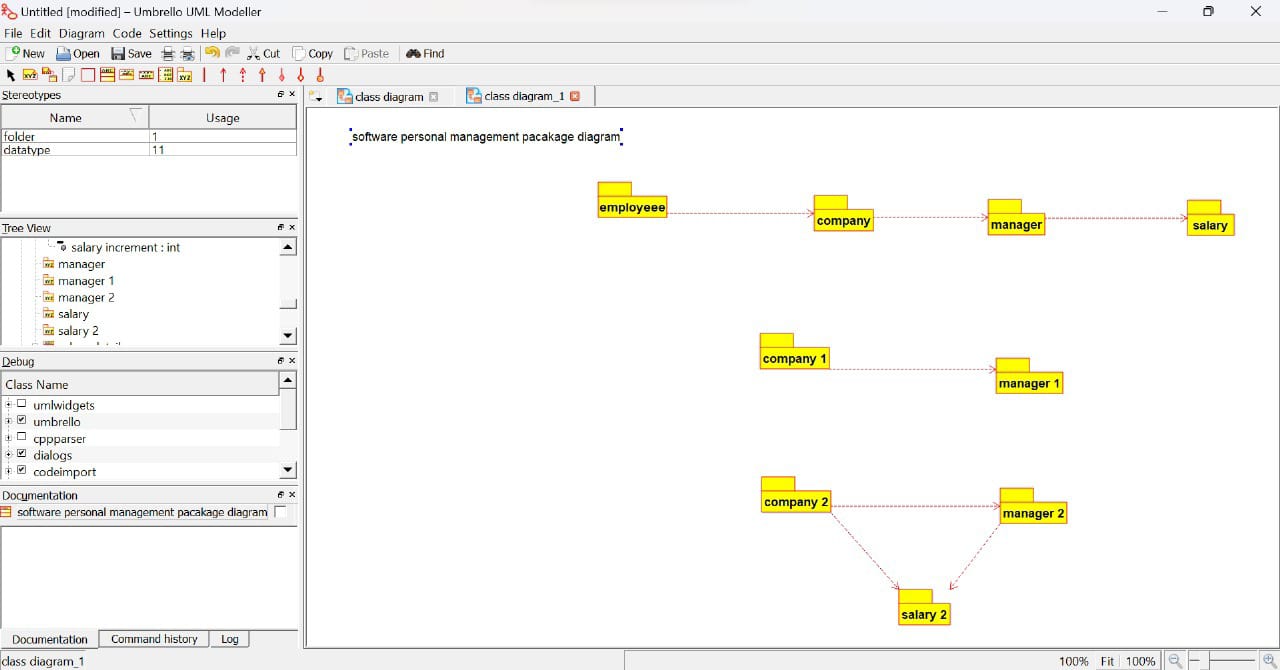 Untitled [modified] – Umbrello UML Modeller
File Edit Diagram Code Settings Help
New Open Save Cut Copy Paste Find
Stereotypes
class diagram class diagram_1
Name Usage
folder 1
datatype 11
software personal management pacakage diagram
employeee
company
manager
salary
Tree View
salary increment : int
manager
manager 1
manager 2
salary
salary 2
company 1
manager 1
Debug
Class Name
umlwidgets
umbrello
cppparser
dialogs
codeimport
company 2
manager 2
salary 2
Documentation
software personal management pacakage diagram
Documentation Command history Log
class diagram_1
100% Fit 100%